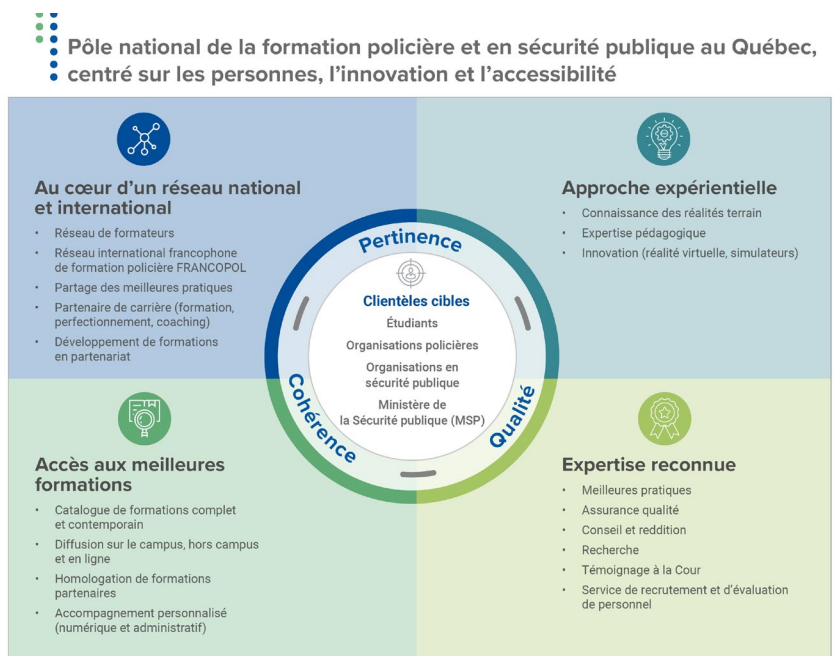 Pôle national de la formation policière et en sécurité publique au Québec,
centré sur les personnes, l'innovation et l'accessibilité
Au cœur d'un réseau national
et international
• Réseau de formateurs
• Réseau international francophone
de formation policière FRANCOPOL
• Partage des meilleures pratiques
• Partenaire de carrière (formation,
perfectionnement, coaching)
• Développement de formations
en partenariat
Approche expérientielle
• Connaissance des réalités terrain
• Expertise pédagogique
• Innovation (réalité virtuelle, simulateurs)
Pertinence
Clientèles cibles
Étudiants
Organisations policières
Organisations en
sécurité publique
Ministère de
la Sécurité publique (MSP)
Cohérence
Qualité
Accès aux meilleures
formations
• Catalogue de formations complet
et contemporain
• Diffusion sur le campus, hors campus
et en ligne
• Homologation de formations
partenaires
• Accompagnement personnalisé
(numérique et administratif)
Expertise reconnue
• Meilleures pratiques
• Assurance qualité
• Conseil et reddition
• Recherche
• Témoignage à la Cour
• Service de recrutement et d'évaluation
de personnel